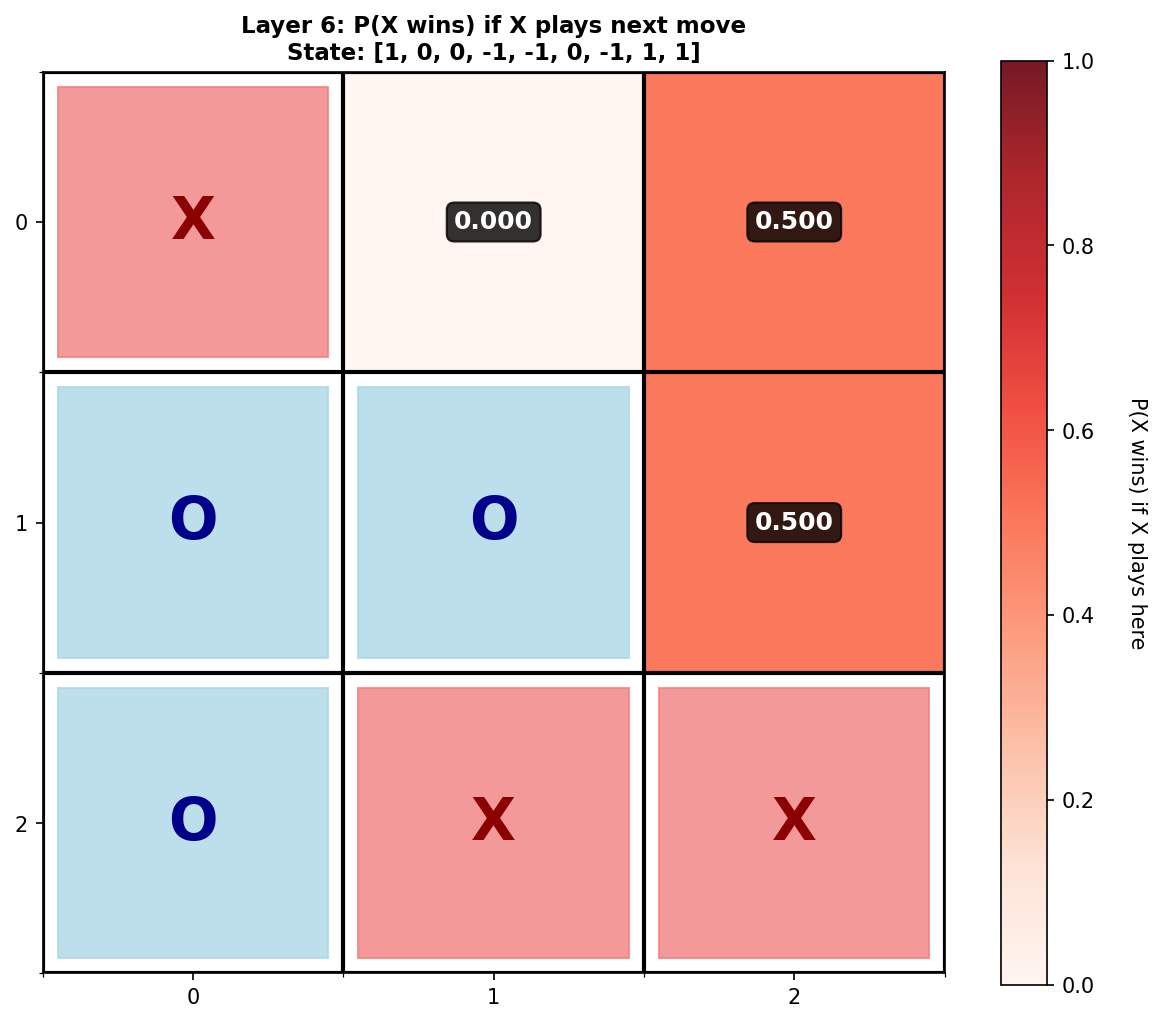 Layer 6: P(X wins) if X plays next move
State: [1, 0, 0, -1, -1, 0, -1, 1, 1]
0
X
0.000
0.500
1
O
O
0.500
2
O
X
X
0
1
2
1.0
0.8
0.6
0.4
0.2
0.0
P(X wins) if X plays here